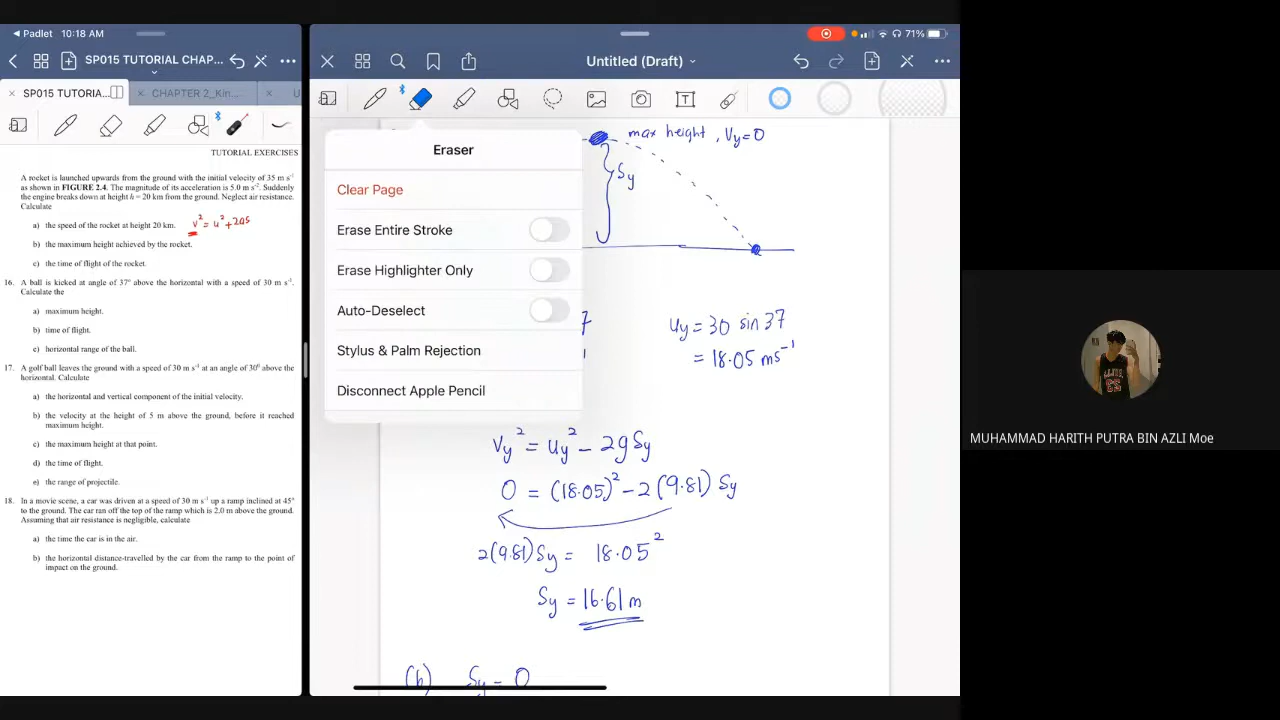 Padlet 10:18 AM
71%
SP015 TUTORIAL CHAP...
Untitled (Draft)
SP015 TUTORIA...
CHAPTER 2_Kin...
TUTORIAL EXERCISES
A rocket is launched upwards from the ground with the initial velocity of 35 m s⁻¹
as shown in FIGURE 2.4. The magnitude of its acceleration is 5.0 m s⁻². Suddenly
the engine breaks down at height h = 20 km from the ground. Neglect air resistance.
Calculate
a) the speed of the rocket at height 20 km. v² = u² + 2as
b) the maximum height achieved by the rocket.
c) the time of flight of the rocket.
16. A ball is kicked at angle of 37° above the horizontal with a speed of 30 m s⁻¹.
Calculate the
a) maximum height.
b) time of flight.
c) horizontal range of the ball.
17. A golf ball leaves the ground with a speed of 30 m s⁻¹ at an angle of 30⁰ above the
horizontal. Calculate
a) the horizontal and vertical component of the initial velocity.
b) the velocity at the height of 5 m above the ground, before it reached
maximum height.
c) the maximum height at that point.
d) the time of flight.
e) the range of projectile.
18. In a movie scene, a car was driven at a speed of 30 m s⁻¹ up a ramp inclined at 45°
to the ground. The car ran off the top of the ramp which is 2.0 m above the ground.
Assuming that air resistance is negligible, calculate
a) the time the car is in the air.
b) the horizontal distance-travelled by the car from the ramp to the point of
impact on the ground.
Eraser
Clear Page
Erase Entire Stroke
Erase Highlighter Only
Auto-Deselect
Stylus & Palm Rejection
Disconnect Apple Pencil
max height, Vy = 0
Sy
Uy = 30 sin 37
= 18.05 ms⁻¹
Vy² = Uy² - 2gSy
0 = (18.05)² - 2(9.81) Sy
2(9.81)Sy = 18.05²
Sy = 16.61 m
(b) Sy = 0
MUHAMMAD HARITH PUTRA BIN AZLI Moe